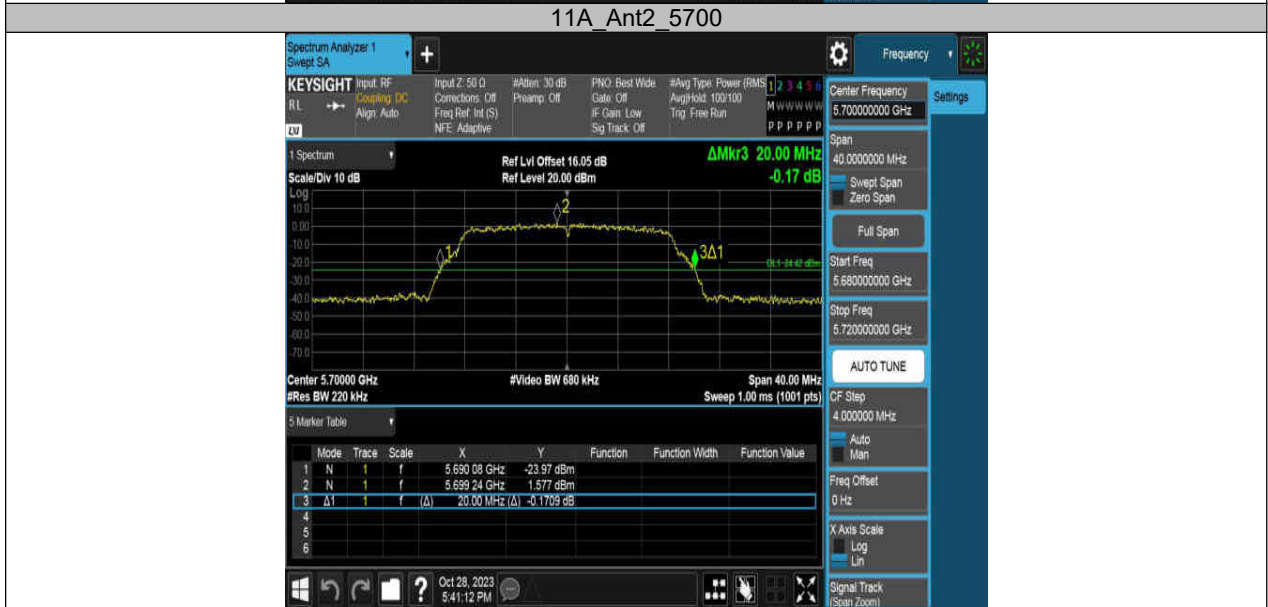 11A_Ant2_5700
Spectrum Analyzer 1
Swept SA
+
Frequency
KEYSIGHT
RL
LXI
Input: RF
Coupling: DC
Align: Auto
Input Z: 50 Ω
Corrections: Off
Freq Ref: Int (S)
NFE: Adaptive
#Atten: 30 dB
Preamp: Off
PNO: Best Wide
Gate: Off
IF Gain: Low
Sig Track: Off
#Avg Type: Power (RMS
Avg|Hold: 100/100
Trig: Free Run
1 2 3 4 5 6
M W W W W W
P P P P P P
Center Frequency
5.700000000 GHz
Settings
Span
40.0000000 MHz
Swept Span
Zero Span
Full Span
Start Freq
5.680000000 GHz
Stop Freq
5.720000000 GHz
AUTO TUNE
CF Step
4.000000 MHz
Auto
Man
Freq Offset
0 Hz
X Axis Scale
Log
Lin
Signal Track
(Span Zoom)
1 Spectrum
Scale/Div 10 dB
Ref Lvl Offset 16.05 dB
Ref Level 20.00 dBm
ΔMkr3 20.00 MHz
-0.17 dB
Log
10.0
0.00
-10.0
-20.0
-30.0
-40.0
-50.0
-60.0
-70.0
1
2
3Δ1
DL1 -24.42 dBm
Center 5.70000 GHz
#Video BW 680 kHz
Span 40.00 MHz
#Res BW 220 kHz
Sweep 1.00 ms (1001 pts)
5 Marker Table
Mode Trace Scale X Y Function Function Width Function Value
1 N 1 f 5.690 08 GHz -23.97 dBm
2 N 1 f 5.699 24 GHz 1.577 dBm
3 Δ1 1 f (Δ) 20.00 MHz (Δ) -0.1709 dB
4
5
6
?
Oct 28, 2023
5:41:12 PM